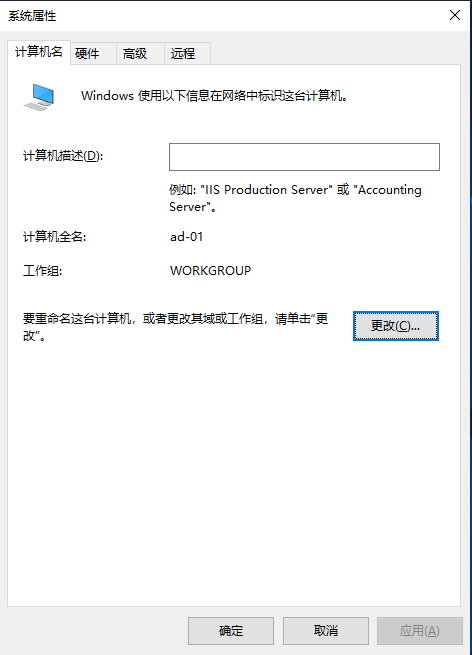 系统属性
计算机名 硬件 高级 远程
Windows 使用以下信息在网络中标识这台计算机。
计算机描述(D):
例如: "IIS Production Server" 或 "Accounting
Server"。
计算机全名: ad-01
工作组: WORKGROUP
要重命名这台计算机，或者更改其域或工作组，请单击“更
改”。
更改(C)...
确定 取消 应用(A)